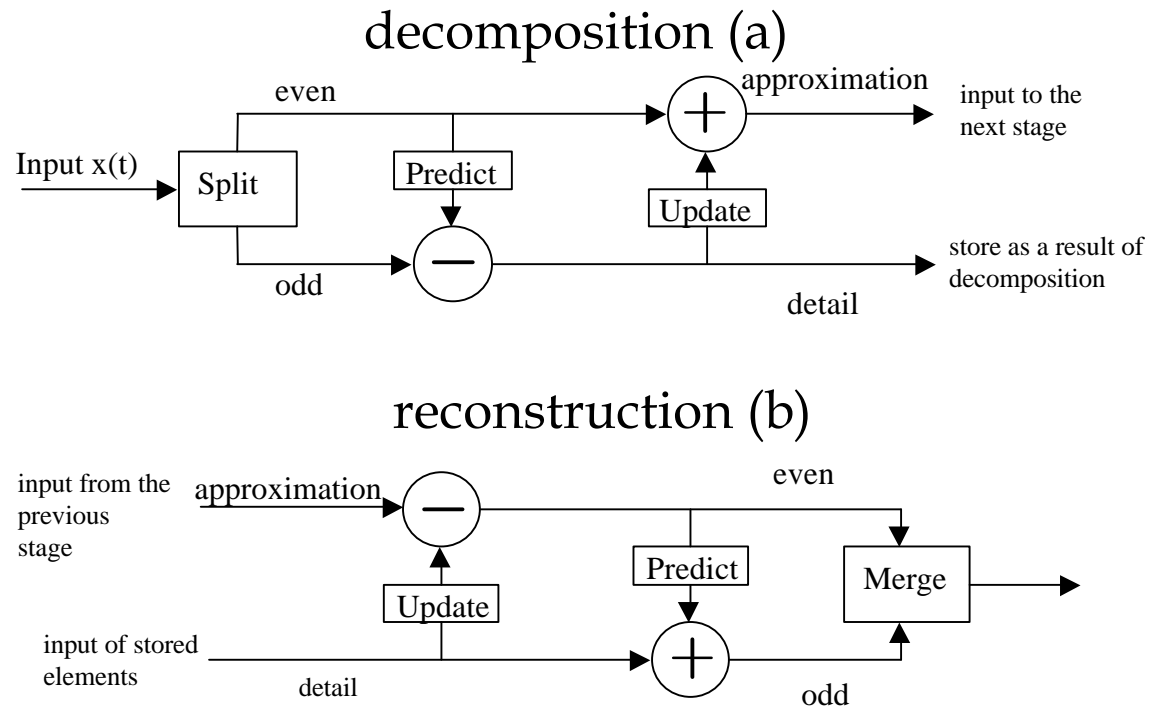 decomposition (a)
even
approximation
input to the
next stage
Input x(t)
Split
Predict
Update
odd
store as a result of
decomposition
detail
reconstruction (b)
input from the
previous
stage
approximation
even
Predict
Merge
Update
input of stored
elements
detail
odd